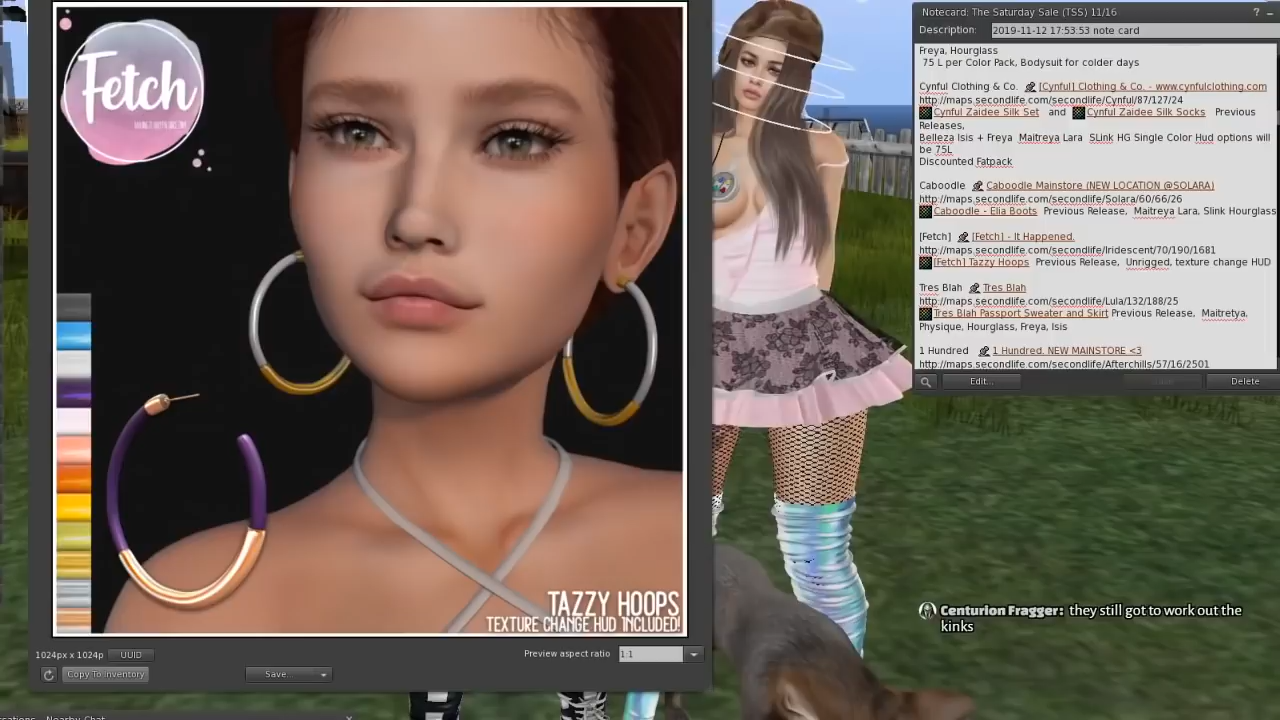 Fetch
TAZZY HOOPS
TEXTURE CHANGE HUD INCLUDED!
1024px x 1024p
UUID
Preview aspect ratio
1:1
Copy To Inventory
Save...
Notecard: The Saturday Sale (TSS) 11/16
? _
Description:
2019-11-12 17:53:53 note card
Freya, Hourglass
75 L per Color Pack, Bodysuit for colder days
Cynful Clothing & Co. [Cynful] Clothing & Co. - www.cynfulclothing.com
http://maps.secondlife.com/secondlife/Cynful/87/127/24
Cynful Zaidee Silk Set and Cynful Zaidee Silk Socks Previous
Releases,
Belleza Isis + Freya Maitreya Lara SLink HG Single Color Hud options will
be 75L
Discounted Fatpack
Caboodle Caboodle Mainstore (NEW LOCATION @SOLARA)
http://maps.secondlife.com/secondlife/Solara/60/66/26
Caboodle - Elia Boots Previous Release, Maitreya Lara, Slink Hourglass
[Fetch] [Fetch] - It Happened.
http://maps.secondlife.com/secondlife/Iridescent/70/190/1681
[Fetch] Tazzy Hoops Previous Release, Unrigged, texture change HUD
Tres Blah Tres Blah
http://maps.secondlife.com/secondlife/Lula/132/188/25
Tres Blah Passport Sweater and Skirt Previous Release, Maitretya,
Physique, Hourglass, Freya, Isis
1 Hundred 1 Hundred. NEW MAINSTORE <3
http://maps.secondlife.com/secondlife/Afterchills/57/16/2501
Edit...
Delete
Centurion Fragger: they still got to work out the
kinks
Nearby Chat